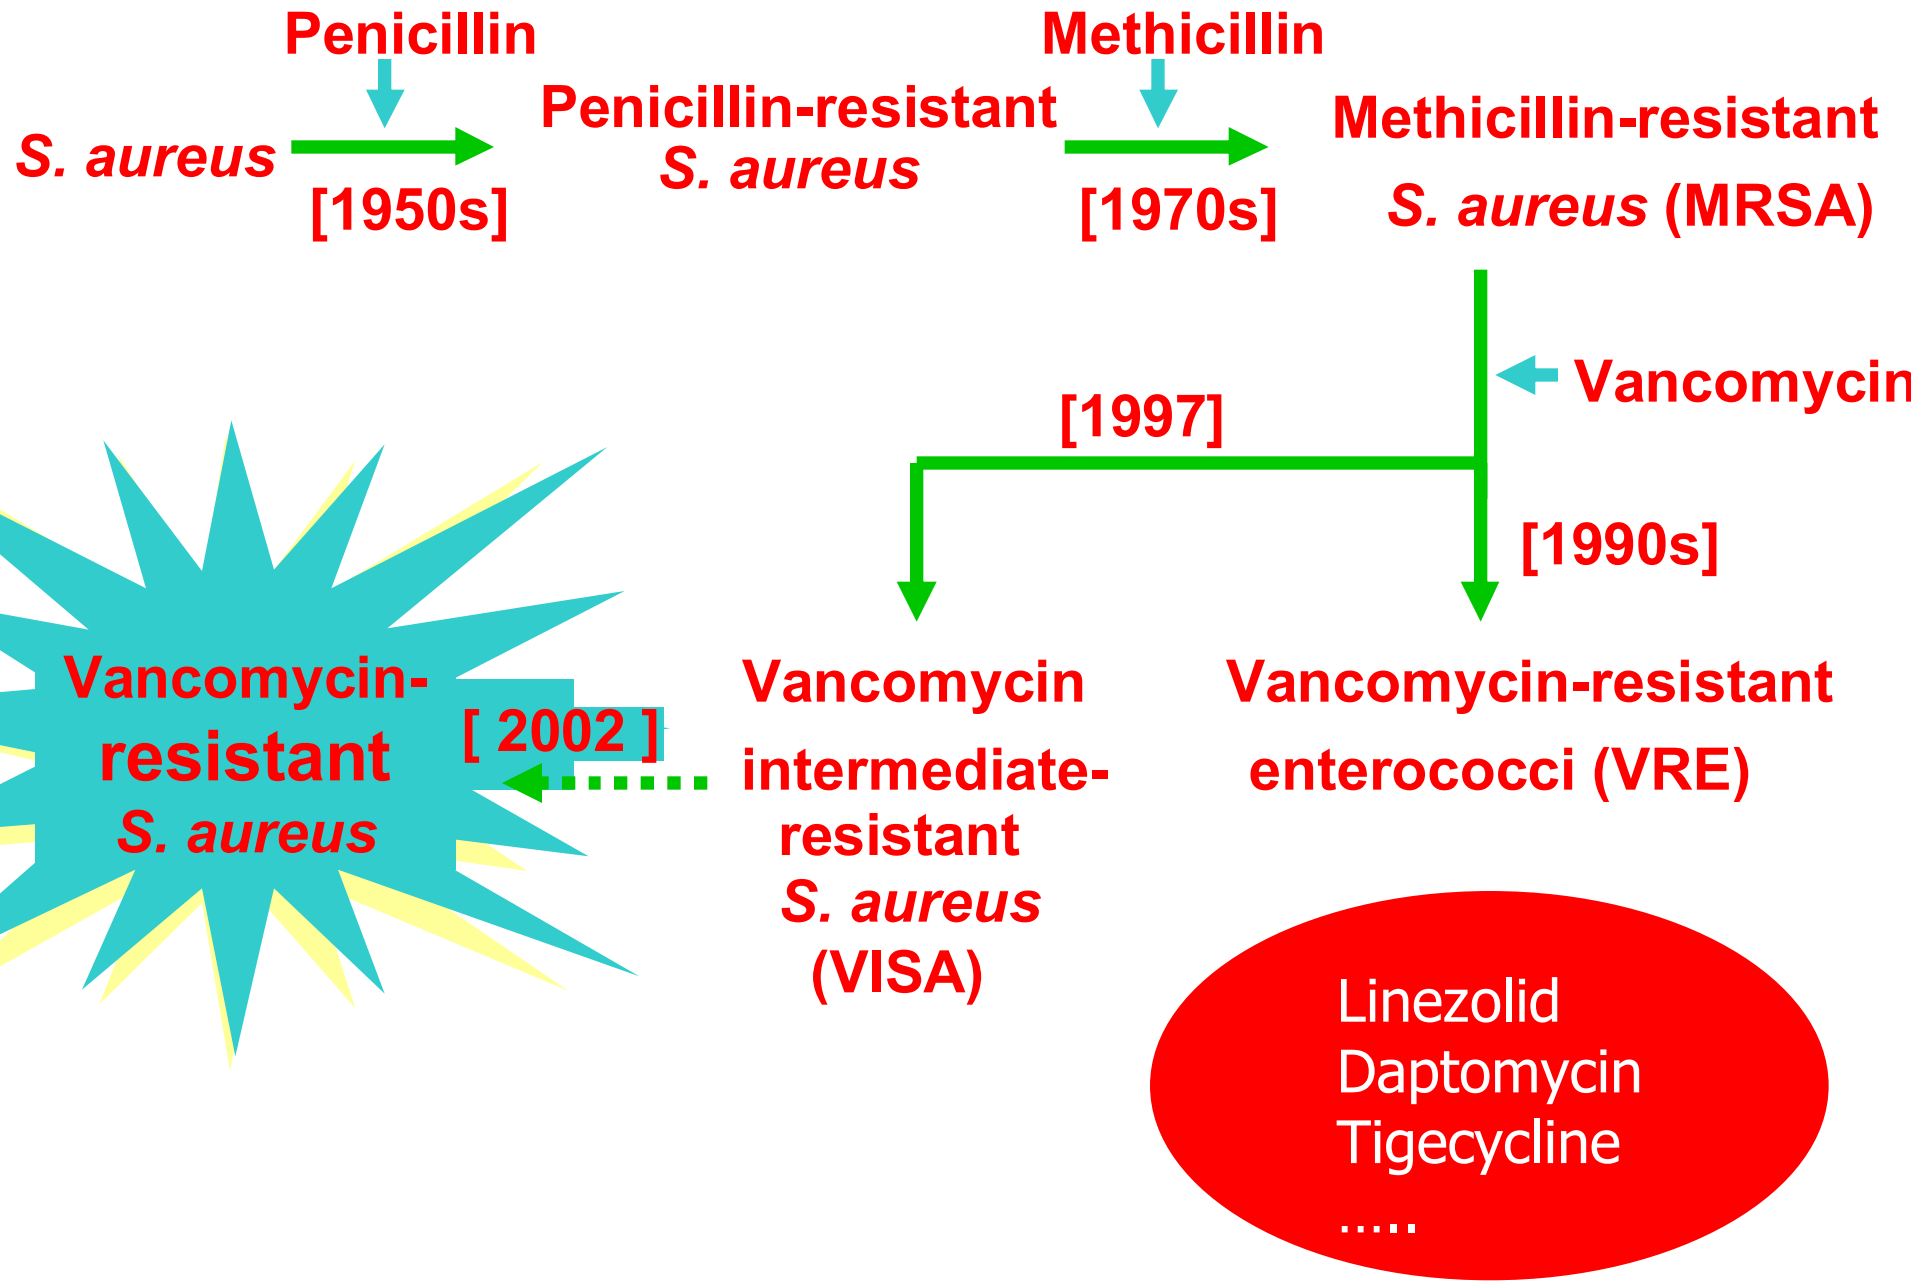 Penicillin
Methicillin
S. aureus
[1950s]
Penicillin-resistant
S. aureus
[1970s]
Methicillin-resistant
S. aureus (MRSA)
Vancomycin
[1997]
[1990s]
Vancomycin-
resistant
S. aureus
[ 2002 ]
Vancomycin
intermediate-
resistant
S. aureus
(VISA)
Vancomycin-resistant
enterococci (VRE)
Linezolid
Daptomycin
Tigecycline
.....